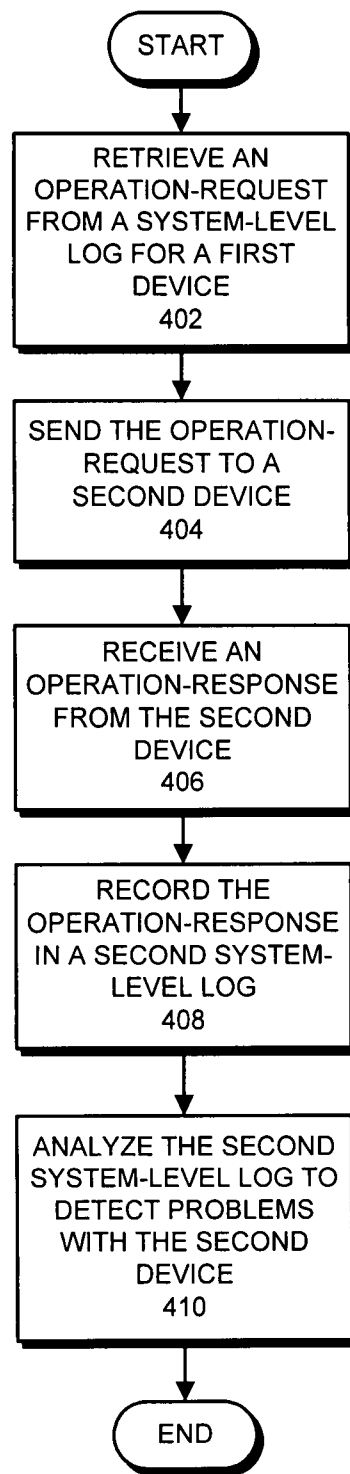 START
RETRIEVE AN
OPERATION-REQUEST
FROM A SYSTEM-LEVEL
LOG FOR A FIRST
DEVICE
402
SEND THE OPERATION-
REQUEST TO A
SECOND DEVICE
404
RECEIVE AN
OPERATION-RESPONSE
FROM THE SECOND
DEVICE
406
RECORD THE
OPERATION-RESPONSE
IN A SECOND SYSTEM-
LEVEL LOG
408
ANALYZE THE SECOND
SYSTEM-LEVEL LOG TO
DETECT PROBLEMS
WITH THE SECOND
DEVICE
410
END